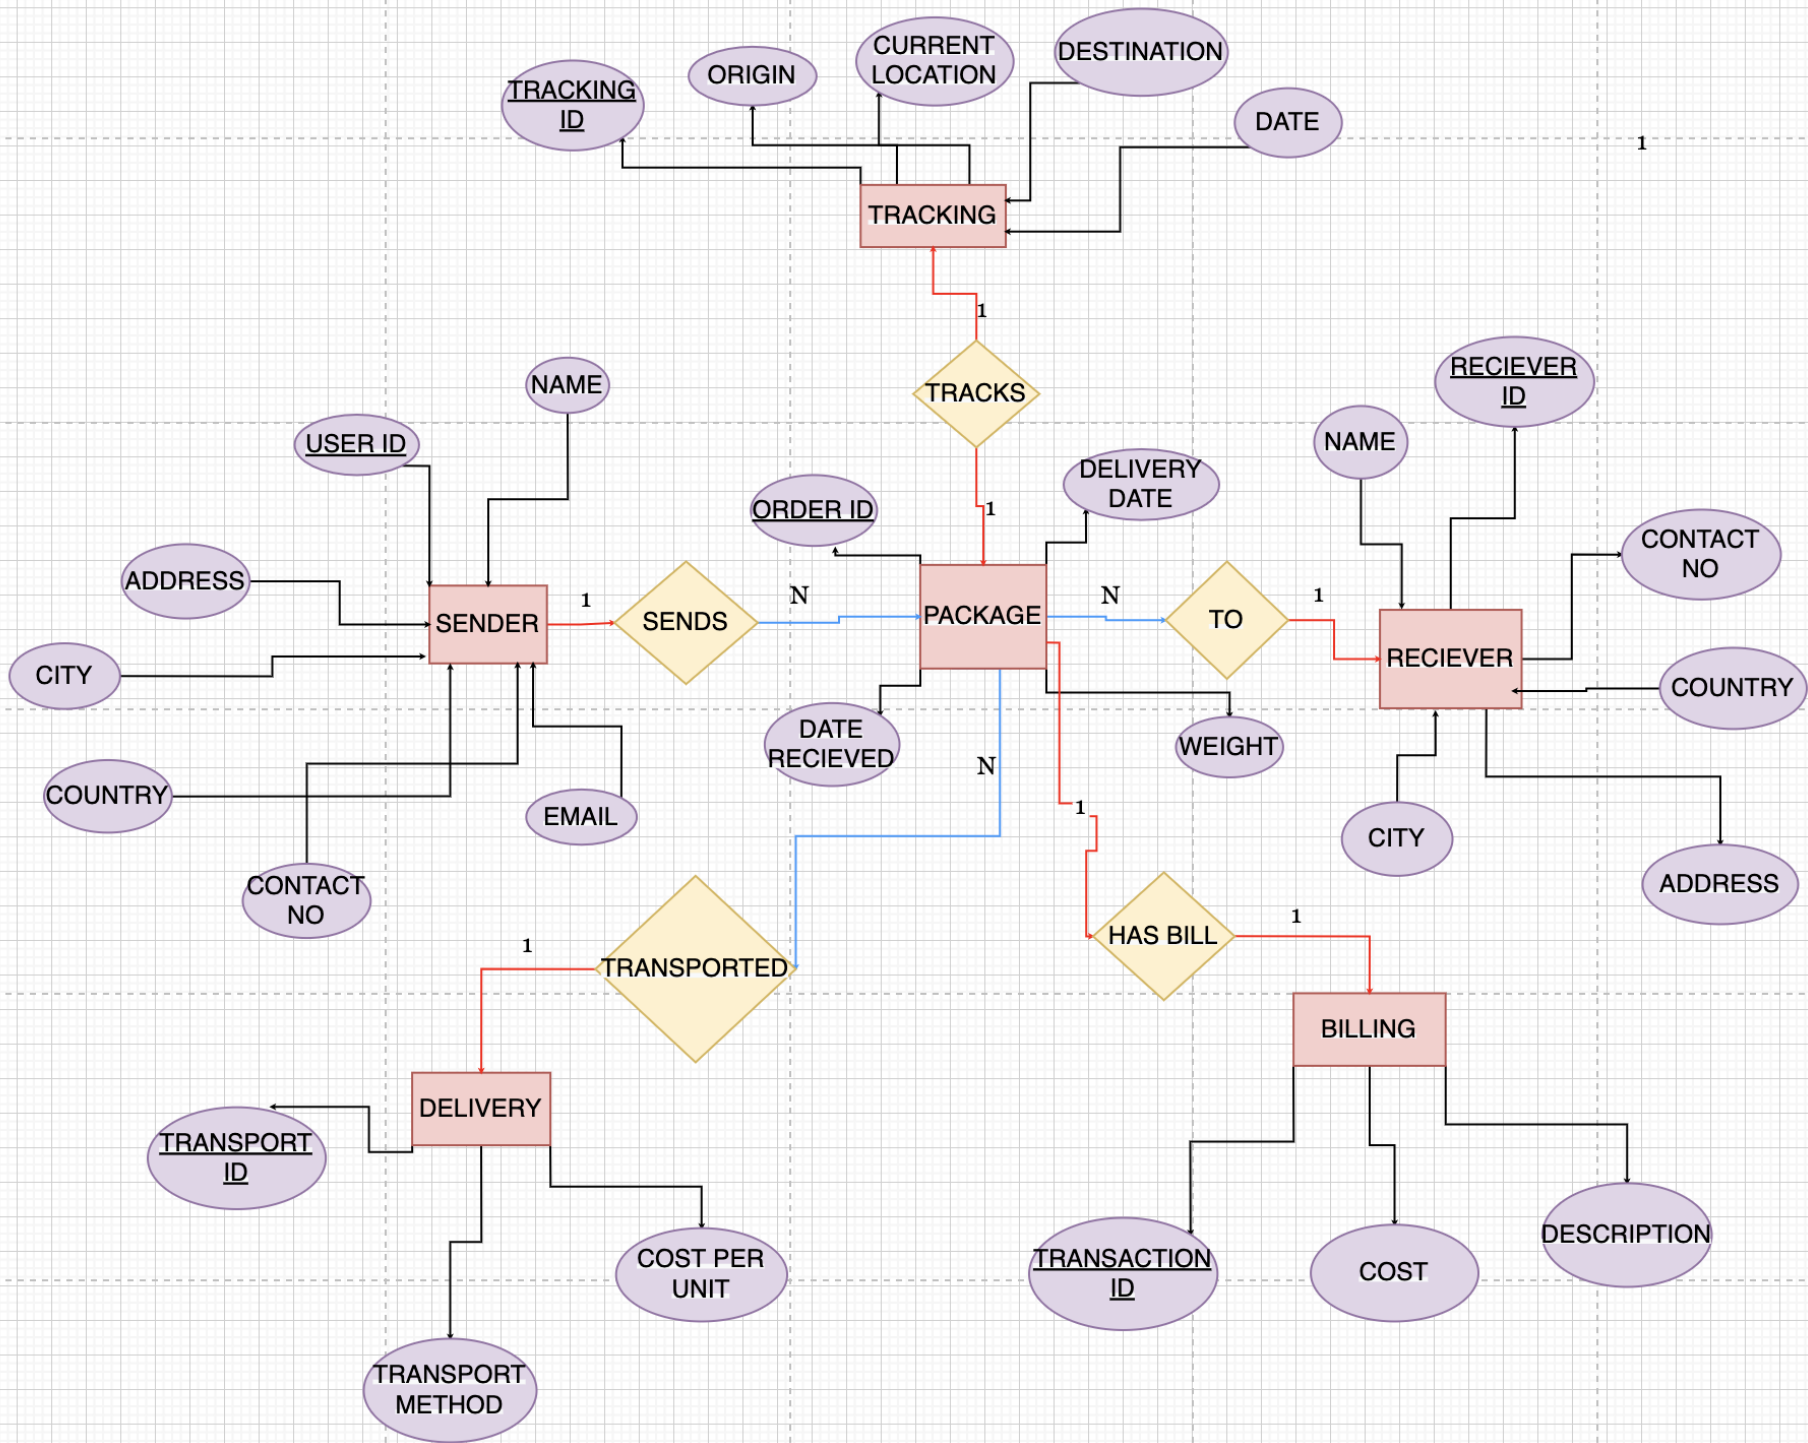 CURRENT
LOCATION
DESTINATION
ORIGIN
TRACKING
ID
DATE
1
TRACKING
1
TRACKS
NAME
USER ID
RECIEVER
ID
NAME
DELIVERY
DATE
ORDER ID
1
CONTACT
NO
ADDRESS
SENDER
1
SENDS
N
PACKAGE
N
TO
1
RECIEVER
CITY
COUNTRY
DATE
RECIEVED
WEIGHT
N
COUNTRY
EMAIL
1
CITY
CONTACT
NO
ADDRESS
1
TRANSPORTED
HAS BILL
1
BILLING
DELIVERY
TRANSPORT
ID
COST PER
UNIT
TRANSACTION
ID
COST
DESCRIPTION
TRANSPORT
METHOD